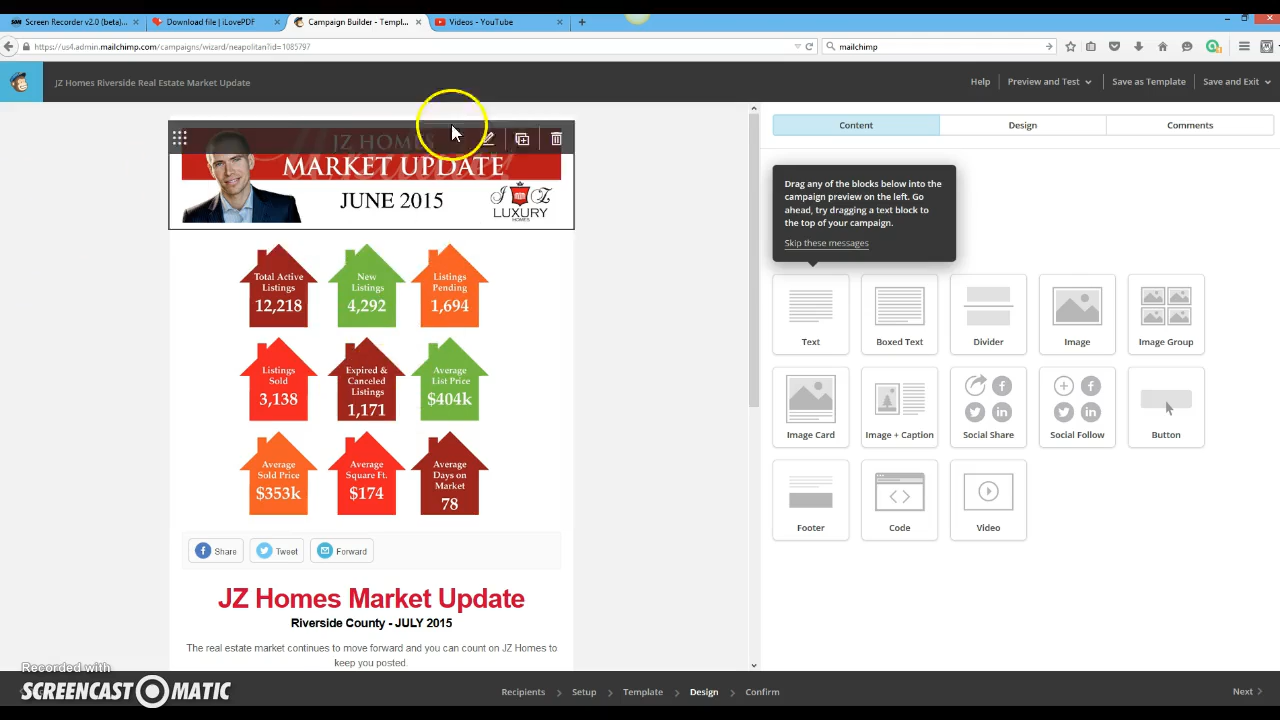 Screen Recorder v2.0 (beta)...
Download file | iLovePDF
Campaign Builder - Templ...
Videos - YouTube
https://us4.admin.mailchimp.com/campaigns/wizard/neapolitan?id=1085797
mailchimp
JZ Homes Riverside Real Estate Market Update
Help
Preview and Test
Save as Template
Save and Exit
Content
Design
Comments
JZ HOMES
MARKET UPDATE
JUNE 2015
J Z
LUXURY
HOMES
Drag any of the blocks below into the
campaign preview on the left. Go
ahead, try dragging a text block to
the top of your campaign.
Skip these messages
Total Active
Listings
12,218
New
Listings
4,292
Listings
Pending
1,694
Listings
Sold
3,138
Expired &
Canceled
Listings
1,171
Average
List Price
$404k
Average
Sold Price
$353k
Average
Square Ft.
$174
Average
Days on
Market
78
Text
Boxed Text
Divider
Image
Image Group
Image Card
Image + Caption
Social Share
Social Follow
Button
Footer
Code
Video
Share
Tweet
Forward
JZ Homes Market Update
Riverside County - JULY 2015
The real estate market continues to move forward and you can count on JZ Homes to
keep you posted.
Recorded with
SCREENCAST MATIC
Recipients
Setup
Template
Design
Confirm
Next